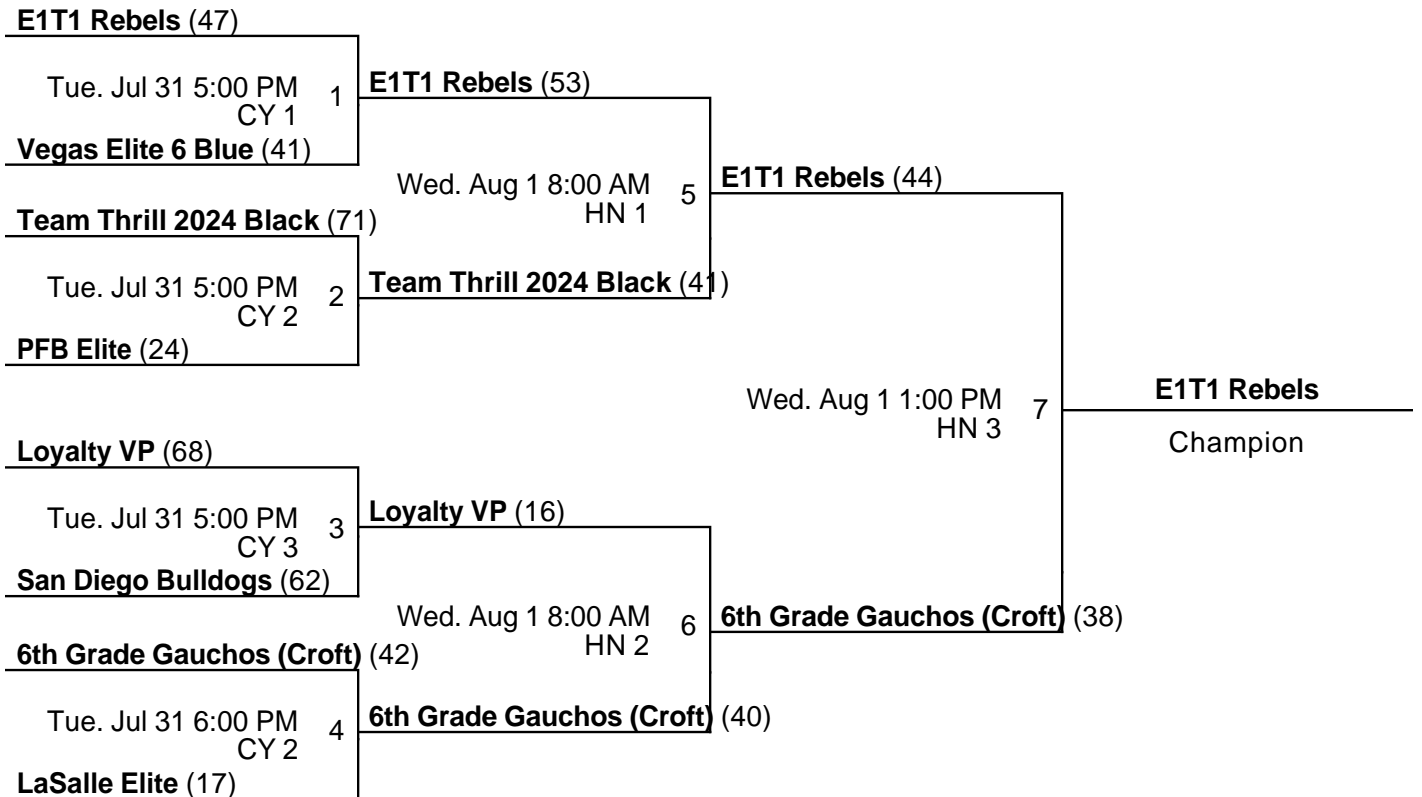 E1T1 Rebels (47)
Tue. Jul 31 5:00 PM 1
CY 1
Vegas Elite 6 Blue (41)
E1T1 Rebels (53)
Team Thrill 2024 Black (71)
Tue. Jul 31 5:00 PM 2
CY 2
PFB Elite (24)
Team Thrill 2024 Black (41)
Wed. Aug 1 8:00 AM 5
HN 1
E1T1 Rebels (44)
Loyalty VP (68)
Tue. Jul 31 5:00 PM 3
CY 3
San Diego Bulldogs (62)
Loyalty VP (16)
6th Grade Gauchos (Croft) (42)
Tue. Jul 31 6:00 PM 4
CY 2
LaSalle Elite (17)
6th Grade Gauchos (Croft) (40)
Wed. Aug 1 8:00 AM 6
HN 2
6th Grade Gauchos (Croft) (38)
Wed. Aug 1 1:00 PM 7
HN 3
E1T1 Rebels
Champion